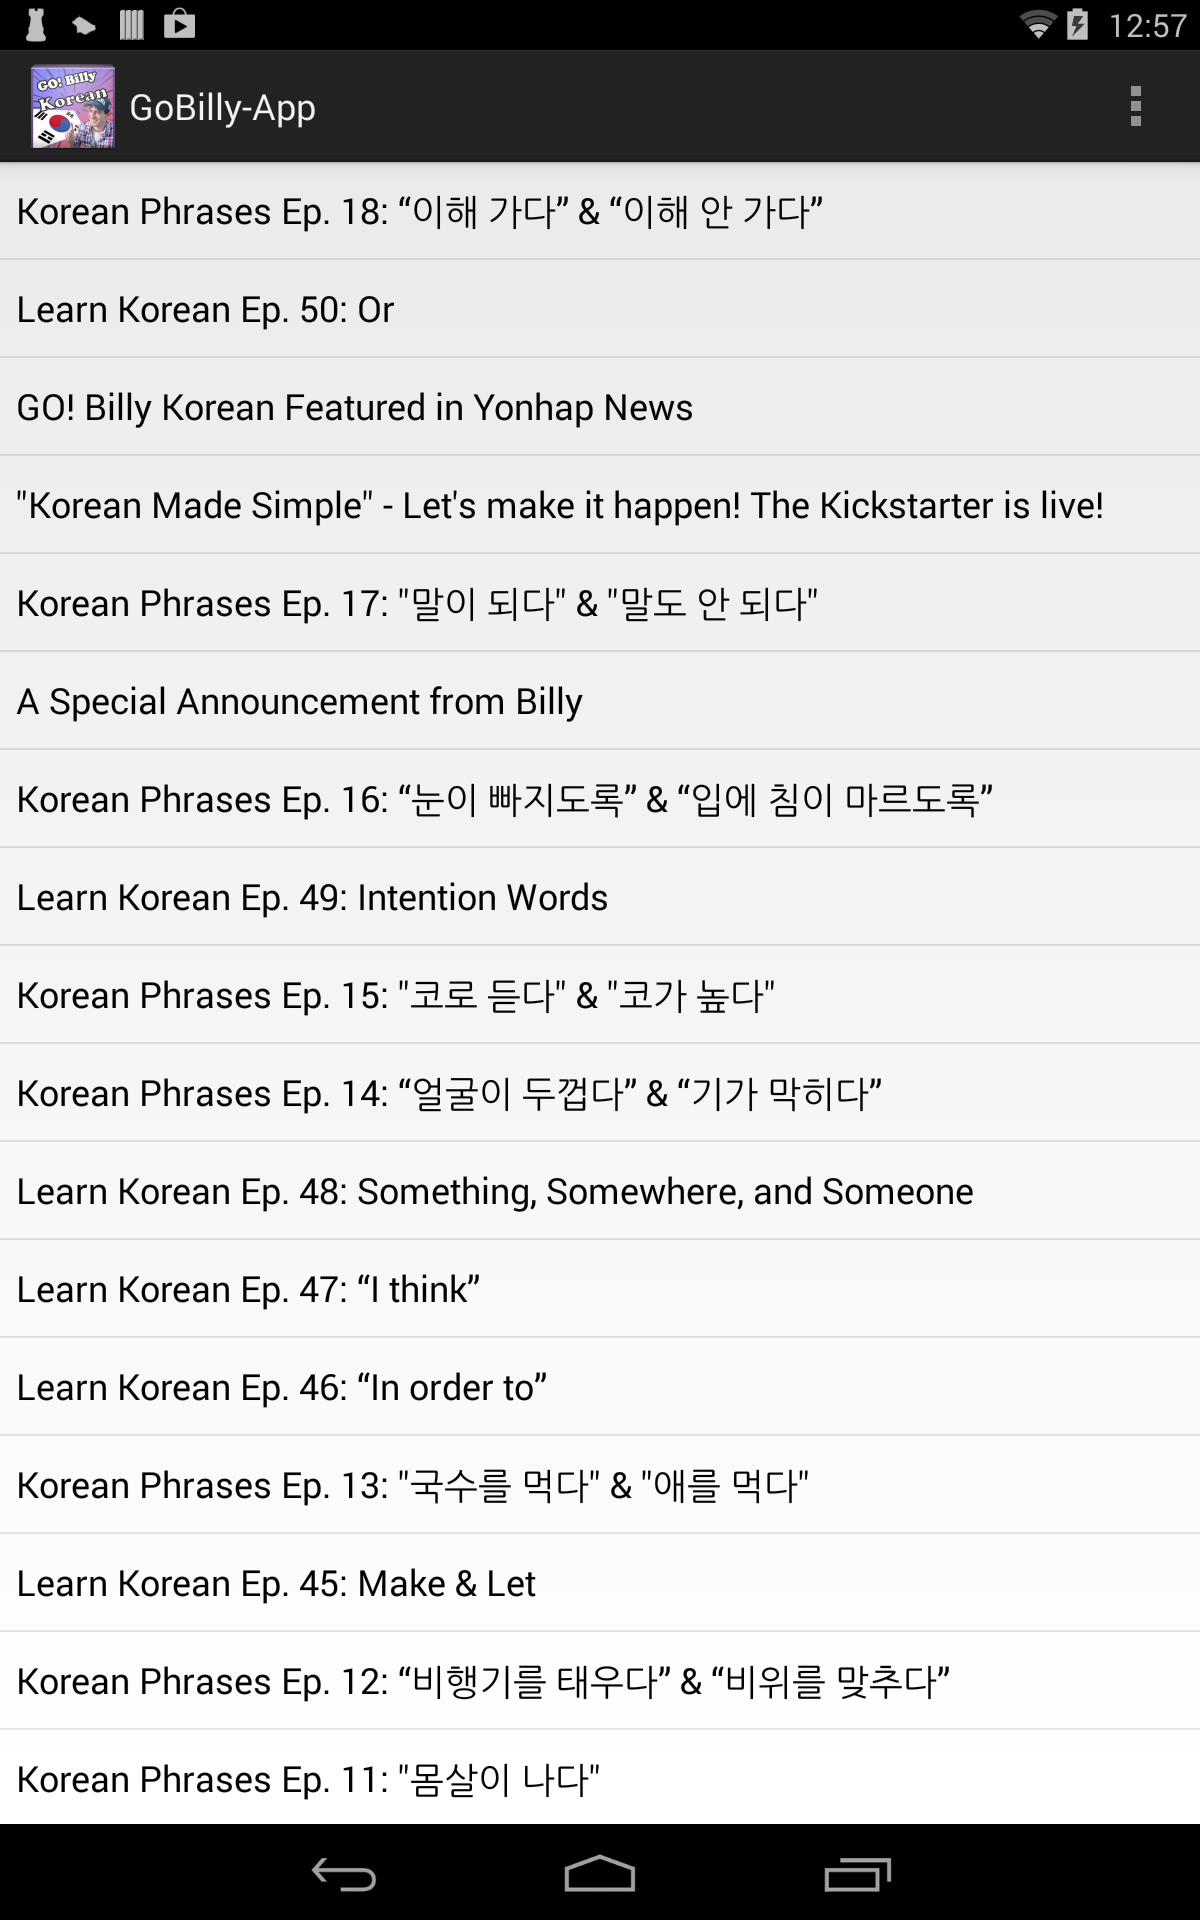 12:57
GO! Billy
Korean
GoBilly-App
Korean Phrases Ep. 18: “이해 가다” & “이해 안 가다”
Learn Korean Ep. 50: Or
GO! Billy Korean Featured in Yonhap News
"Korean Made Simple" - Let's make it happen! The Kickstarter is live!
Korean Phrases Ep. 17: "말이 되다" & "말도 안 되다"
A Special Announcement from Billy
Korean Phrases Ep. 16: “눈이 빠지도록” & “입에 침이 마르도록”
Learn Korean Ep. 49: Intention Words
Korean Phrases Ep. 15: "코로 듣다" & "코가 높다"
Korean Phrases Ep. 14: “얼굴이 두껍다” & “기가 막히다”
Learn Korean Ep. 48: Something, Somewhere, and Someone
Learn Korean Ep. 47: “I think”
Learn Korean Ep. 46: “In order to”
Korean Phrases Ep. 13: "국수를 먹다" & "애를 먹다"
Learn Korean Ep. 45: Make & Let
Korean Phrases Ep. 12: “비행기를 태우다” & “비위를 맞추다”
Korean Phrases Ep. 11: "몸살이 나다"